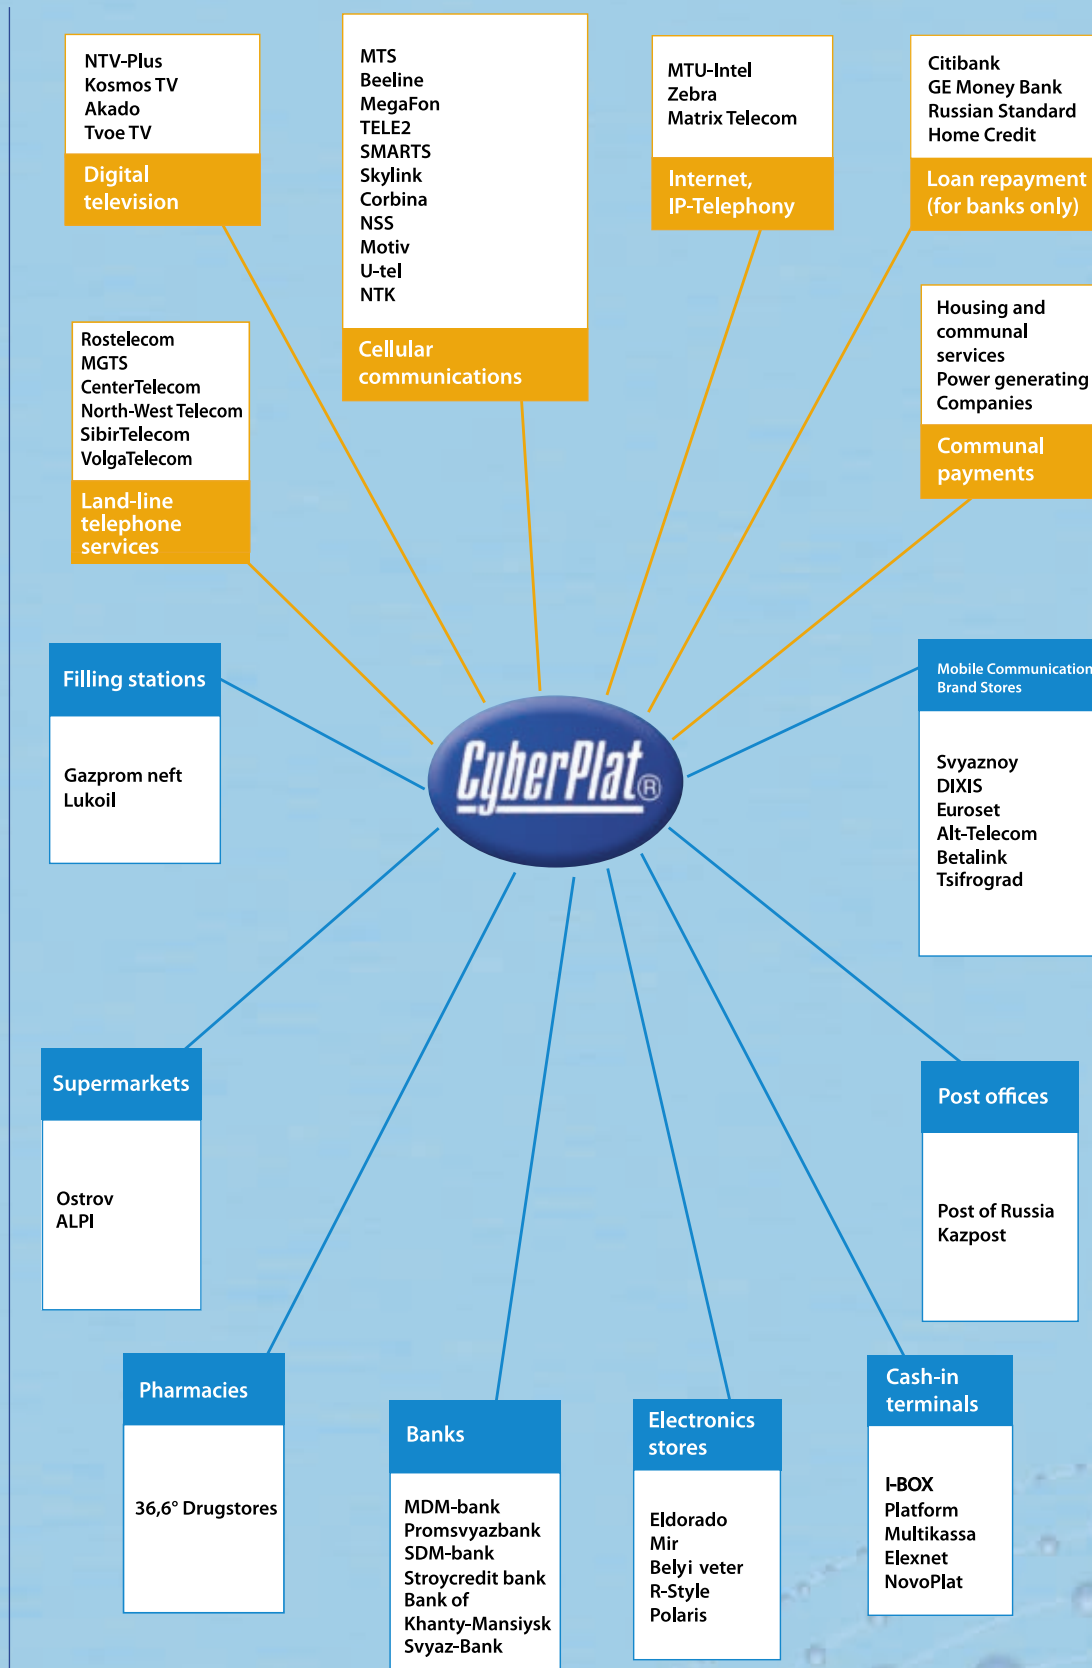 NTV-Plus
Kosmos TV
Akado
Tvoe TV
Digital
television
MTS
Beeline
MegaFon
TELE2
SMARTS
Skylink
Corbina
NSS
Motiv
U-tel
NTK
Cellular
communications
MTU-Intel
Zebra
Matrix Telecom
Internet,
IP-Telephony
Citibank
GE Money Bank
Russian Standard
Home Credit
Loan repayment
(for banks only)
Rostelecom
MGTS
CenterTelecom
North-West Telecom
SibirTelecom
VolgaTelecom
Land-line
telephone
services
Housing and
communal
services
Power generating
Companies
Communal
payments
Filling stations
Gazprom neft
Lukoil
CyberPlat®
Mobile Communication
Brand Stores
Svyaznoy
DIXIS
Euroset
Alt-Telecom
Betalink
Tsifrograd
Supermarkets
Ostrov
ALPI
Post offices
Post of Russia
Kazpost
Pharmacies
36,6° Drugstores
Banks
MDM-bank
Promsvyazbank
SDM-bank
Stroycredit bank
Bank of
Khanty-Mansiysk
Svyaz-Bank
Electronics
stores
Eldorado
Mir
Belyi veter
R-Style
Polaris
Cash-in
terminals
I-BOX
Platform
Multikassa
Elexnet
NovoPlat